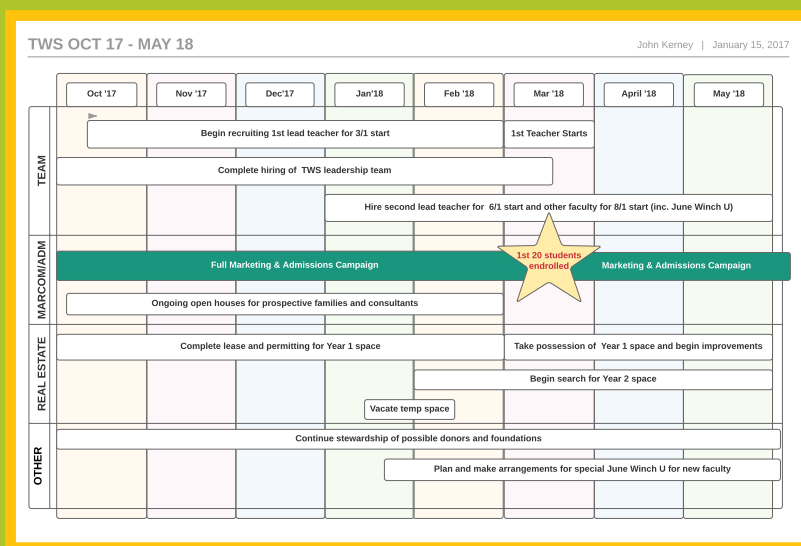 TWS OCT 17 - MAY 18
John Kerney | January 15, 2017
Oct '17
Nov '17
Dec'17
Jan'18
Feb '18
Mar '18
April '18
May '18
TEAM
Begin recruiting 1st lead teacher for 3/1 start
1st Teacher Starts
Complete hiring of TWS leadership team
Hire second lead teacher for 6/1 start and other faculty for 8/1 start (inc. June Winch U)
MARCOM/ADM
Full Marketing & Admissions Campaign
1st 20 students
endrolled
Marketing & Admissions Campaign
Ongoing open houses for prospective families and consultants
REAL ESTATE
Complete lease and permitting for Year 1 space
Take possession of Year 1 space and begin improvements
Begin search for Year 2 space
Vacate temp space
OTHER
Continue stewardship of possible donors and foundations
Plan and make arrangements for special June Winch U for new faculty